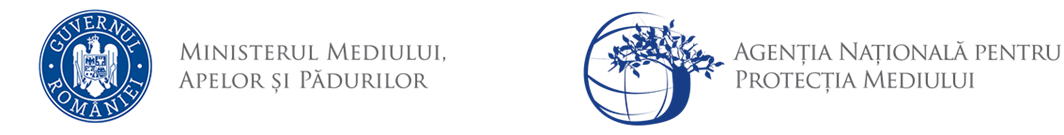 GUVERNUL ROMÂNIEI
MINISTERUL MEDIULUI,
APELOR ȘI PĂDURILOR
AGENȚIA NAȚIONALĂ PENTRU
PROTECȚIA MEDIULUI